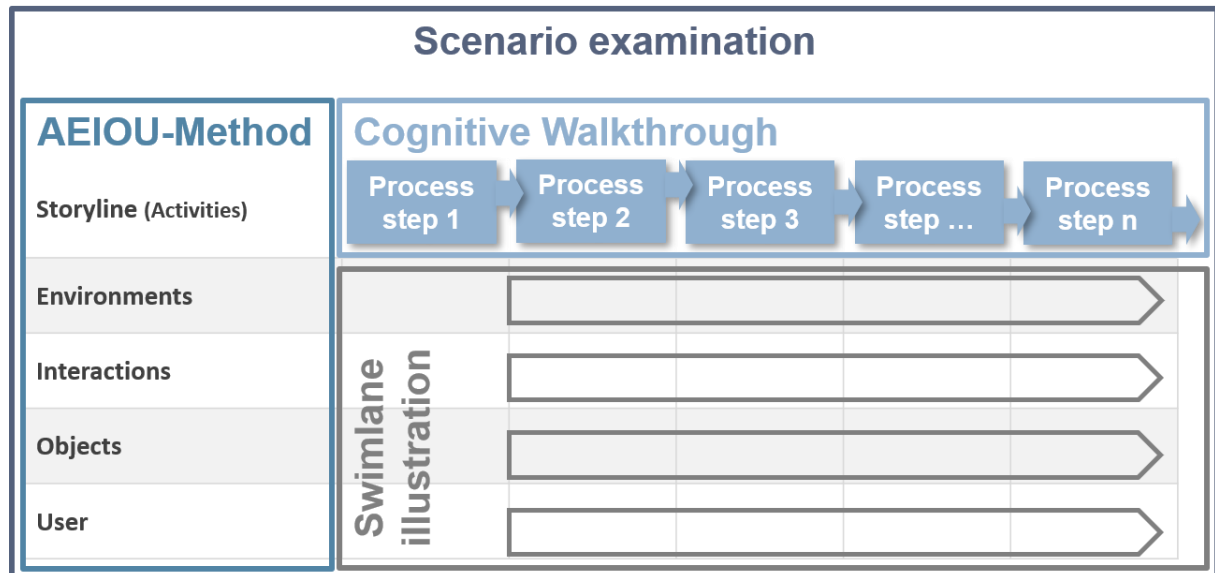 Scenario examination
AEIOU-Method
Cognitive Walkthrough
Storyline (Activities)
Process
step 1
Process
step 2
Process
step 3
Process
step …
Process
step n
Environments
Interactions
Objects
User
Swimlane
illustration